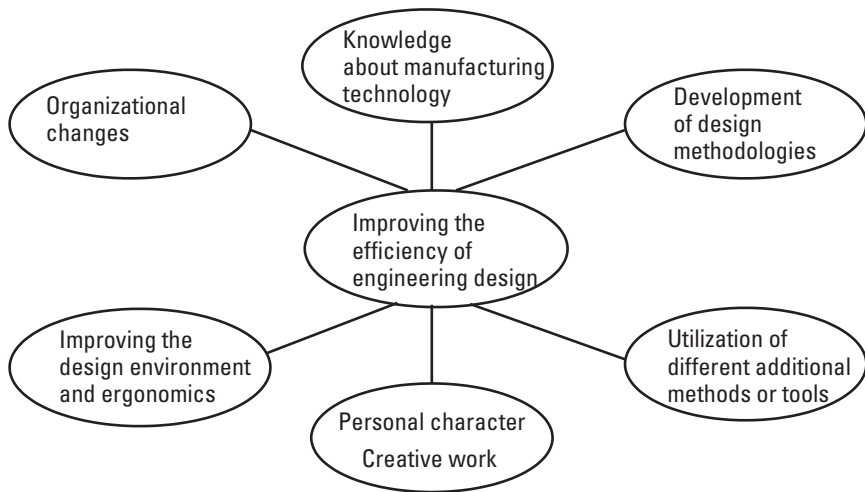 Knowledge
about manufacturing
technology
Organizational
changes
Development
of design
methodologies
Improving the
efficiency of
engineering design
Improving the
design environment
and ergonomics
Utilization of
different additional
methods or tools
Personal character
Creative work